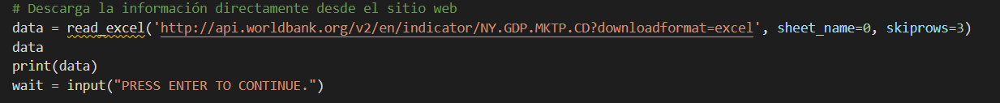 # Descarga la información directamente desde el sitio web
data = read_excel('http://api.worldbank.org/v2/en/indicator/NY.GDP.MKTP.CD?downloadformat=excel', sheet_name=0, skiprows=3)
data
print(data)
wait = input("PRESS ENTER TO CONTINUE.")